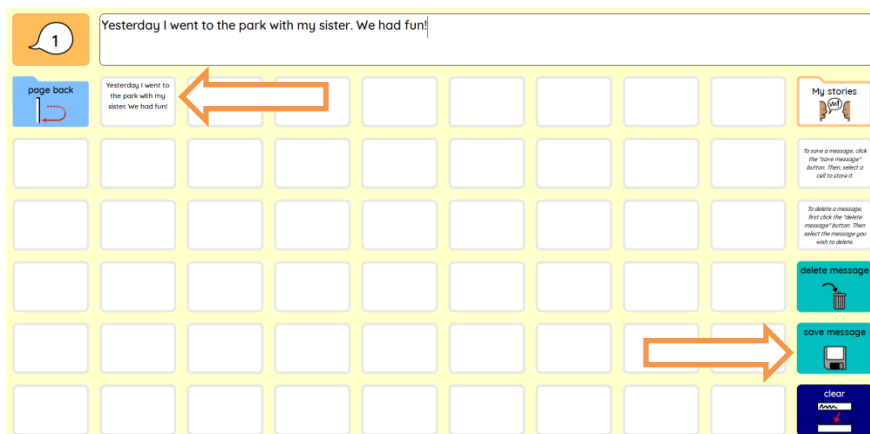 1
Yesterday I went to the park with my sister. We had fun!
page back
Yesterday I went to
the park with my
sister. We had fun!
My stories
To save a message, click
the "save message"
button. Then, select a
cell to store it.
To delete a message,
first click the "delete
message" button. Then
select the message you
wish to delete.
delete message
save message
clear